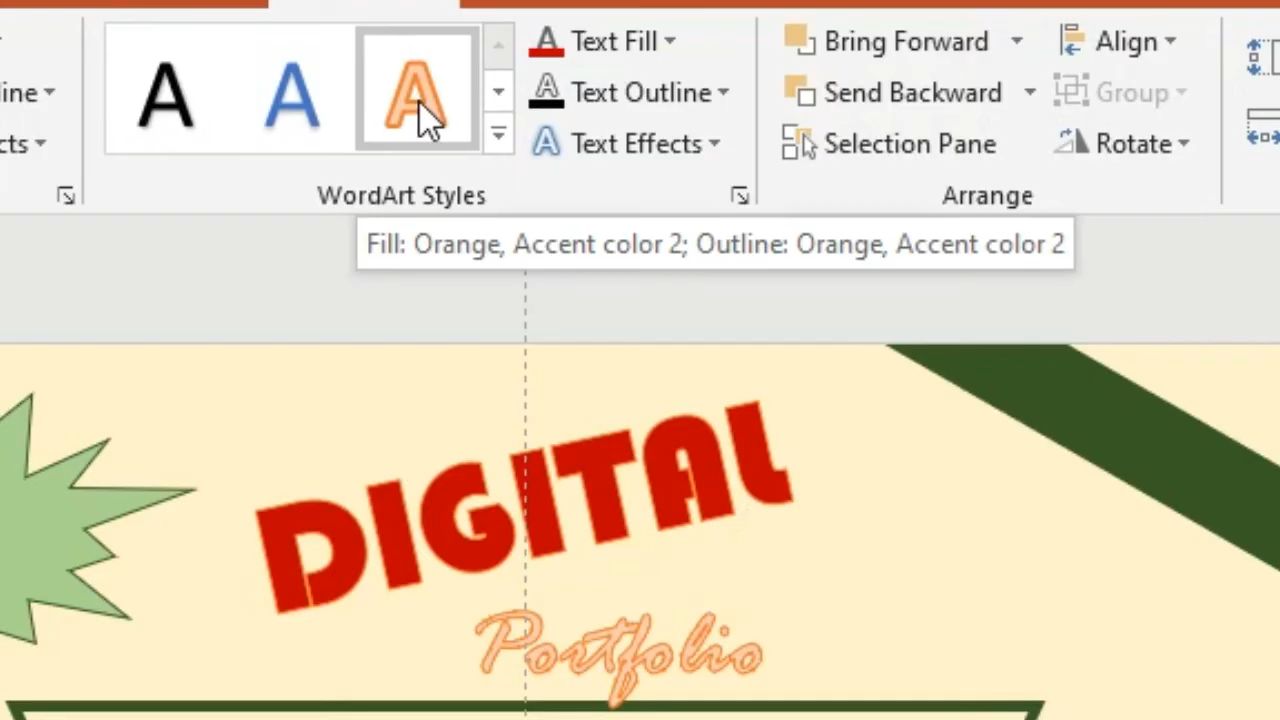 A A A Text Fill Bring Forward Align
ine Text Outline Send Backward Group
cts Text Effects Selection Pane Rotate
WordArt Styles Arrange
Fill: Orange, Accent color 2; Outline: Orange, Accent color 2
DIGITAL
Portfolio